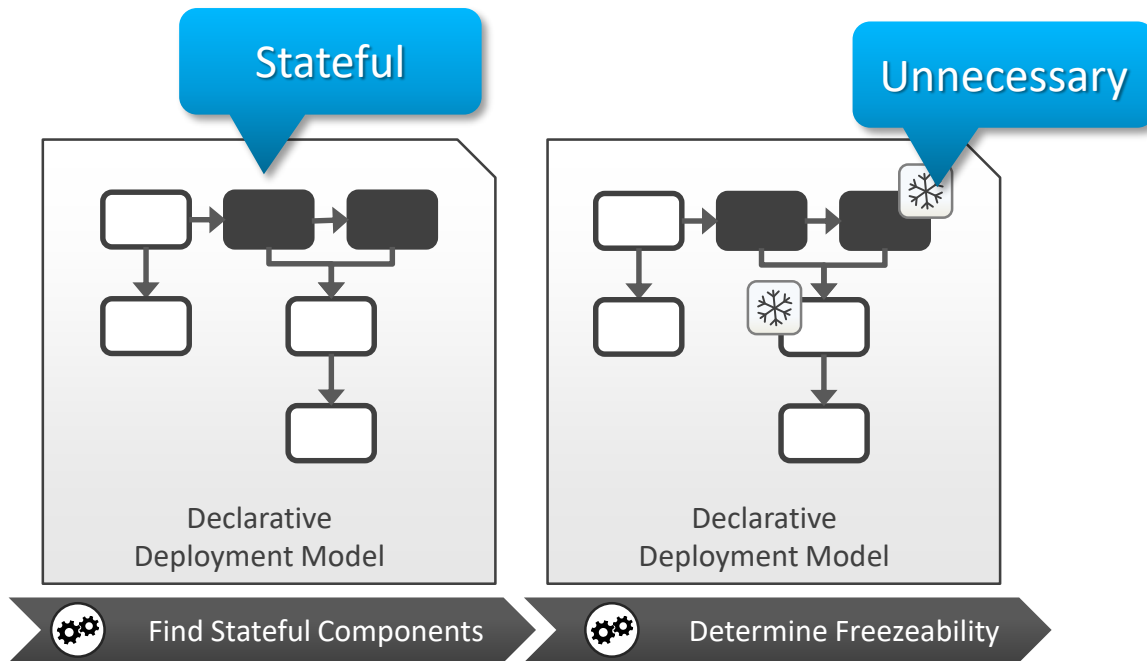 Stateful
Unnecessary
Declarative
Deployment Model
Declarative
Deployment Model
Find Stateful Components
Determine Freezeability